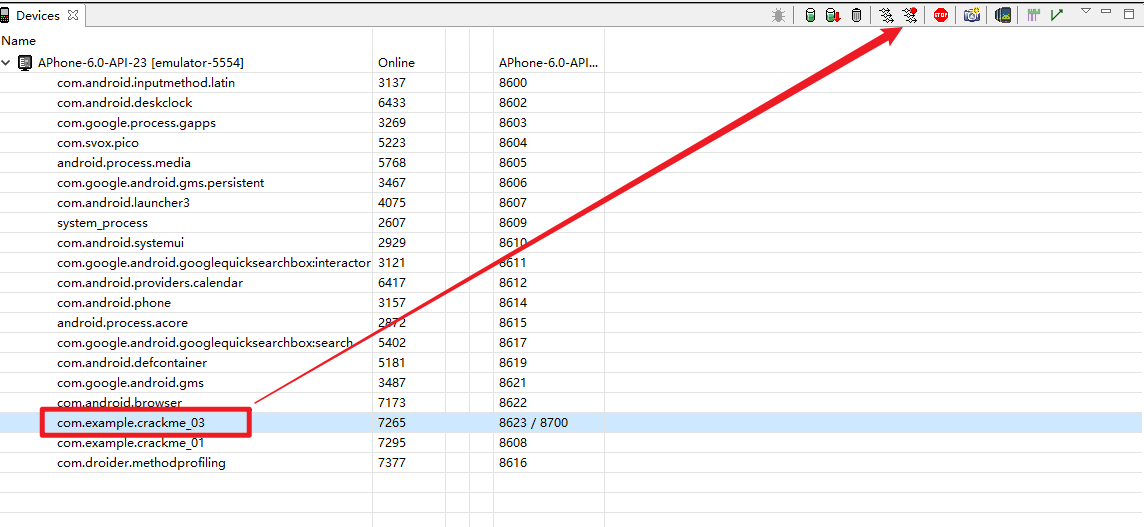 Devices
STOP
Name
APhone-6.0-API-23 [emulator-5554] Online APhone-6.0-API...
com.android.inputmethod.latin 3137 8600
com.android.deskclock 6433 8602
com.google.process.gapps 3269 8603
com.svox.pico 5223 8604
android.process.media 5768 8605
com.google.android.gms.persistent 3467 8606
com.android.launcher3 4075 8607
system_process 2607 8609
com.android.systemui 2929 8610
com.google.android.googlequicksearchbox:interactor 3121 8611
com.android.providers.calendar 6417 8612
com.android.phone 3157 8614
android.process.acore 2872 8615
com.google.android.googlequicksearchbox:search 5402 8617
com.android.defcontainer 5181 8619
com.google.android.gms 3487 8621
com.android.browser 7173 8622
com.example.crackme_03 7265 8623 / 8700
com.example.crackme_01 7295 8608
com.droider.methodprofiling 7377 8616